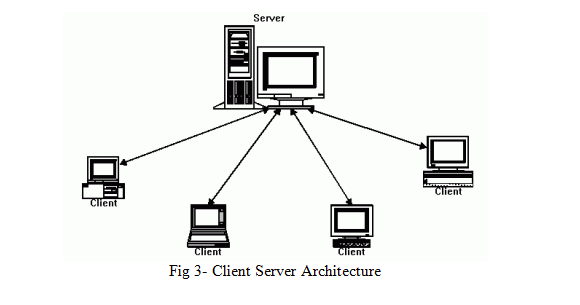 Server
Client
Client
Client
Client
Fig 3- Client Server Architecture